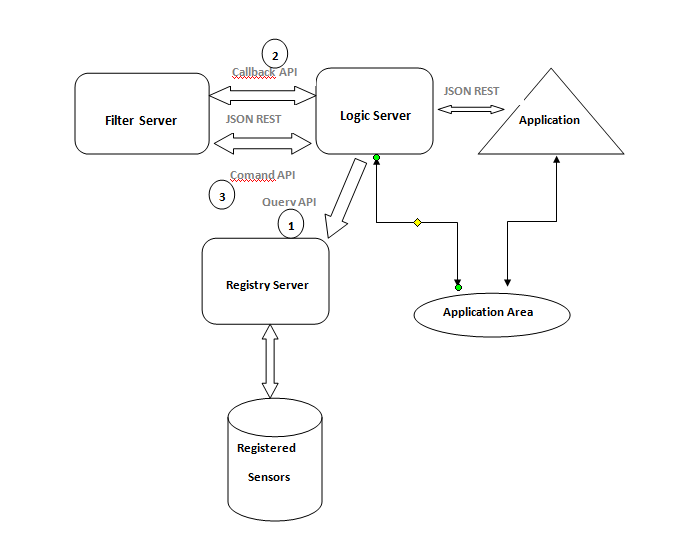 2
Callback API
JSON REST
Filter Server
Logic Server
Application
JSON REST
Comand API
3
Query API
1
Registry Server
Application Area
Registered
Sensors